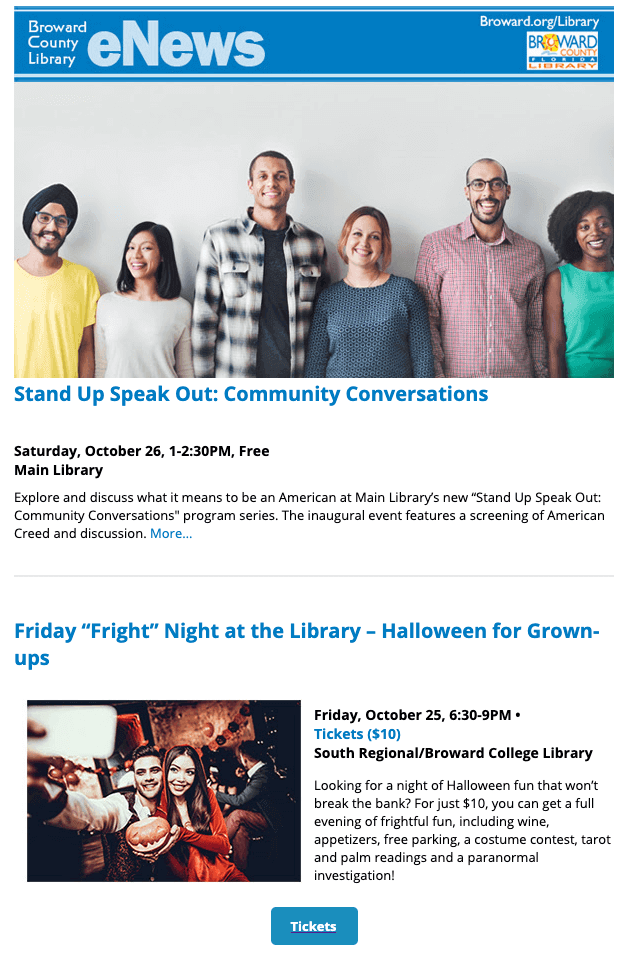 Broward
County
Library
eNews
Broward.org/Library
BROWARD
COUNTY
FLORIDA
LIBRARY
Stand Up Speak Out: Community Conversations
Saturday, October 26, 1-2:30PM, Free
Main Library
Explore and discuss what it means to be an American at Main Library’s new “Stand Up Speak Out:
Community Conversations" program series. The inaugural event features a screening of American
Creed and discussion. More...
Friday “Fright” Night at the Library – Halloween for Grown-
ups
Friday, October 25, 6:30-9PM •
Tickets ($10)
South Regional/Broward College Library
Looking for a night of Halloween fun that won’t
break the bank? For just $10, you can get a full
evening of frightful fun, including wine,
appetizers, free parking, a costume contest, tarot
and palm readings and a paranormal
investigation!
Tickets